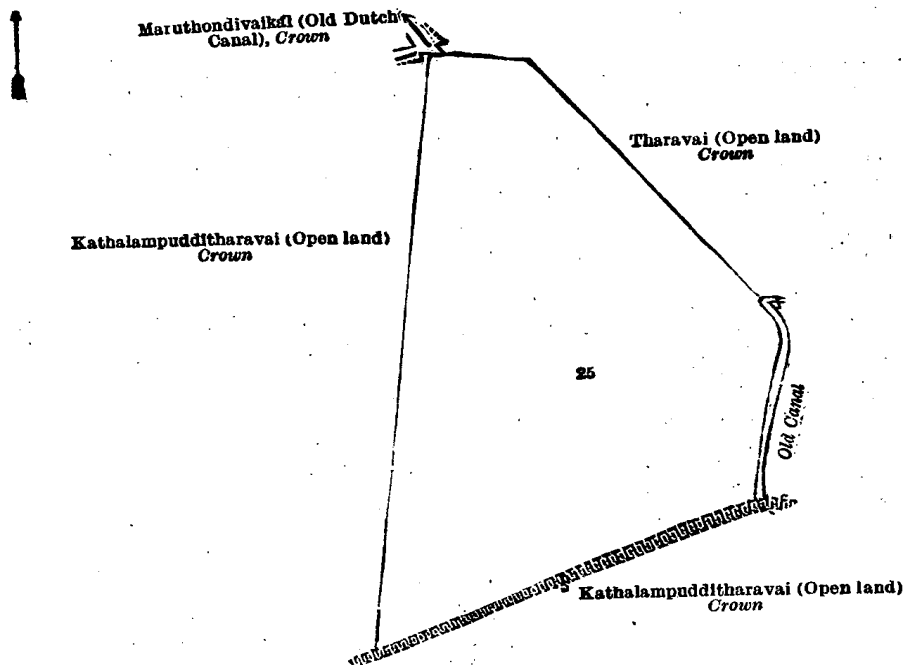 Maruthondivaikal (Old Dutch
Canal), Crown
Tharavai (Open land)
Crown
Kathalampudditharavai (Open land)
Crown
25
Old Canal
Kathalampudditharavai (Open land)
Crown